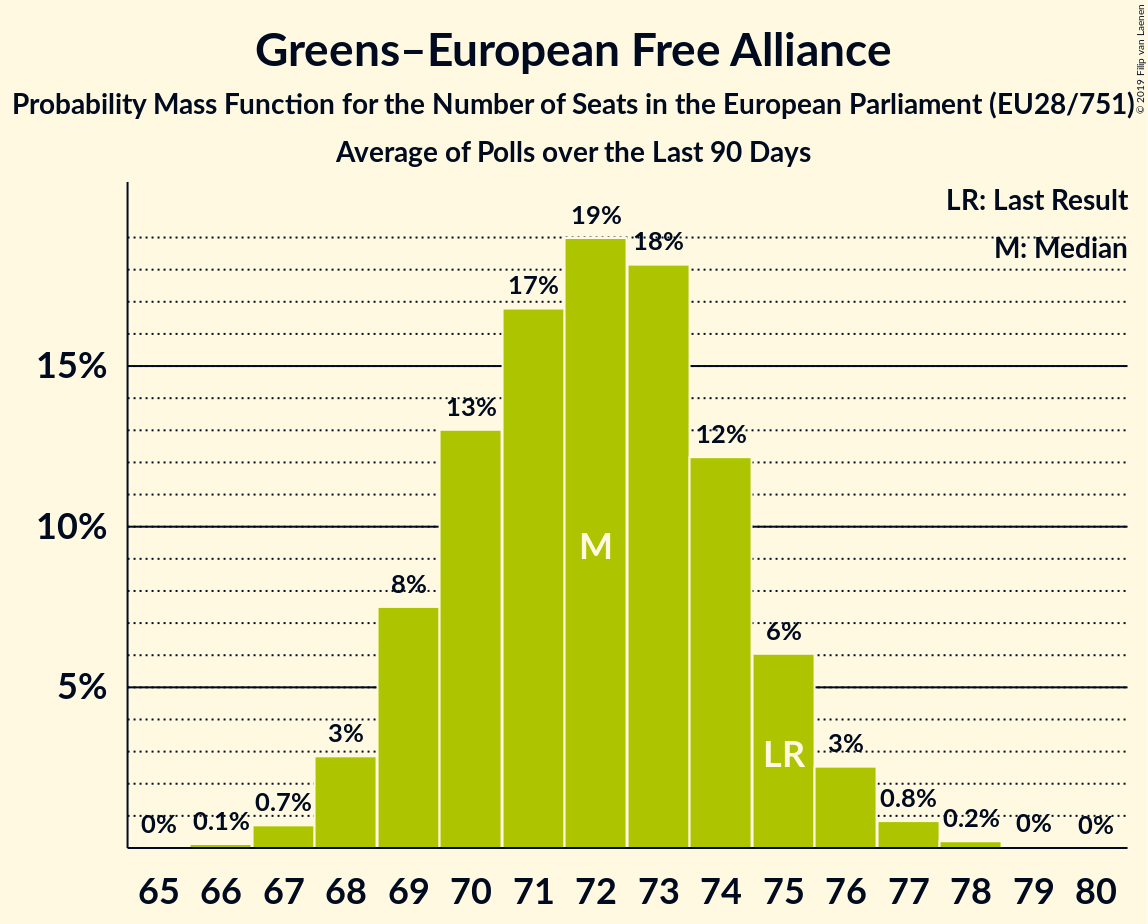 Greens–European Free Alliance
Probability Mass Function for the Number of Seats in the European Parliament (EU28/751)
Average of Polls over the Last 90 Days
© 2019 Filip van Laenen
LR: Last Result
M: Median
15%
10%
5%
0%
0.1%
0.7%
3%
8%
13%
17%
19%
18%
12%
6%
3%
0.8%
0.2%
0%
0%
M
LR
65 66 67 68 69 70 71 72 73 74 75 76 77 78 79 80